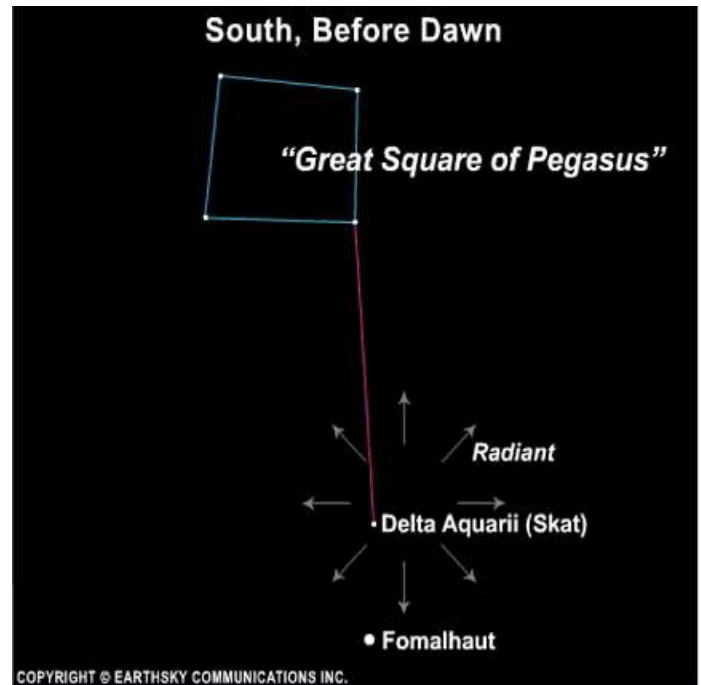 South, Before Dawn
“Great Square of Pegasus”
Radiant
Delta Aquarii (Skat)
Fomalhaut
COPYRIGHT © EARTHSKY COMMUNICATIONS INC.